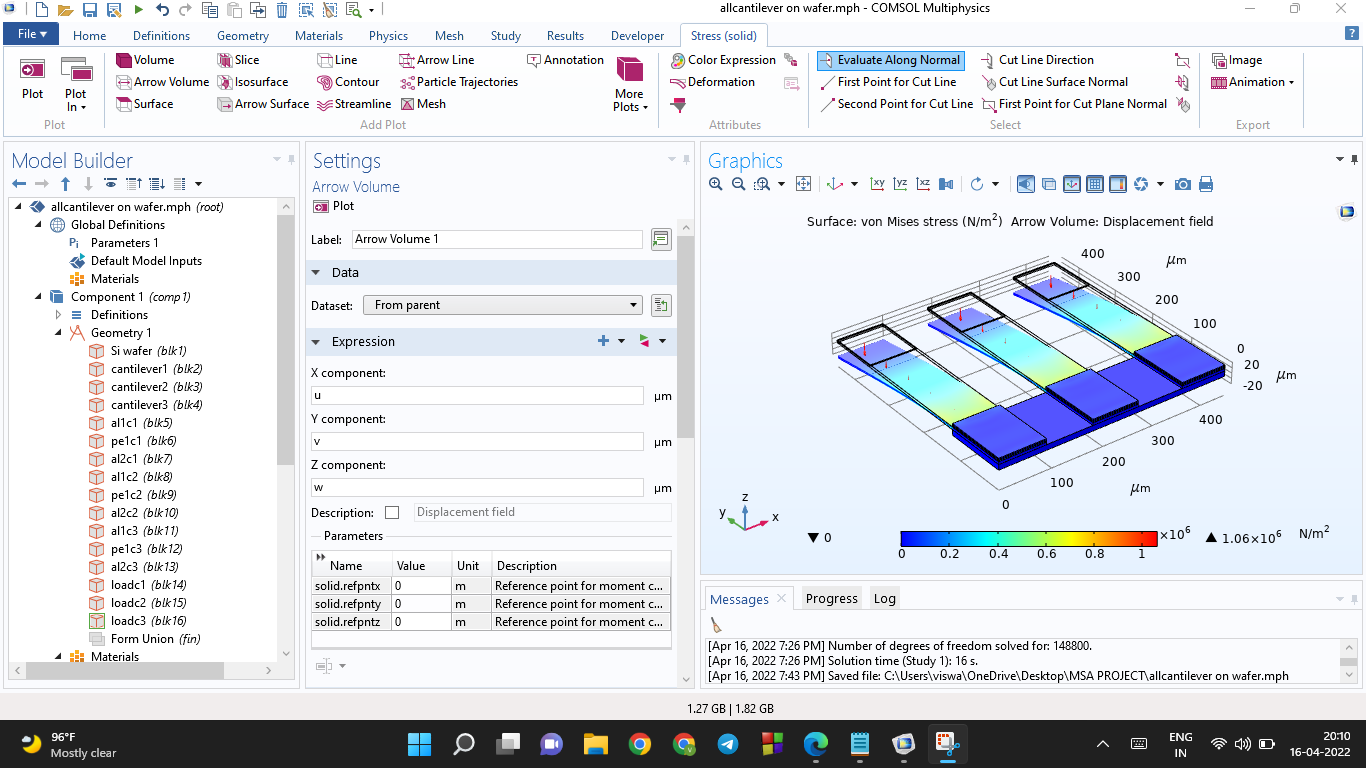 allcantilever on wafer.mph - COMSOL Multiphysics
File Home Definitions Geometry Materials Physics Mesh Study Results Developer Stress (solid)
Plot
Plot In
Plot
Volume
Arrow Volume
Surface
Slice
Isosurface
Arrow Surface
Line
Contour
Streamline
Arrow Line
Particle Trajectories
Mesh
Annotation
More Plots
Add Plot
Color Expression
Deformation
Attributes
Evaluate Along Normal
First Point for Cut Line
Second Point for Cut Line
Cut Line Direction
Cut Line Surface Normal
First Point for Cut Plane Normal
Select
Image
Animation
Export
Model Builder
allcantilever on wafer.mph (root)
Global Definitions
Pi Parameters 1
Default Model Inputs
Materials
Component 1 (comp1)
Definitions
Geometry 1
Si wafer (blk1)
cantilever1 (blk2)
cantilever2 (blk3)
cantilever3 (blk4)
al1c1 (blk5)
pe1c1 (blk6)
al2c1 (blk7)
al1c2 (blk8)
pe1c2 (blk9)
al2c2 (blk10)
al1c3 (blk11)
pe1c3 (blk12)
al2c3 (blk13)
loadc1 (blk14)
loadc2 (blk15)
loadc3 (blk16)
Form Union (fin)
Materials
Settings
Arrow Volume
Plot
Label: Arrow Volume 1
Data
Dataset: From parent
Expression
X component:
u µm
Y component:
v µm
Z component:
w µm
Description: Displacement field
Parameters
Name Value Unit Description
solid.refpntx 0 m Reference point for moment c...
solid.refpnty 0 m Reference point for moment c...
solid.refpntz 0 m Reference point for moment c...
Graphics
xy yz xz
Surface: von Mises stress (N/m²) Arrow Volume: Displacement field
400 µm
300
200
100
0
20
-20 µm
400
300
200
100 µm
0
z
y x
▼ 0
0 0.2 0.4 0.6 0.8 1 ×10⁶
▲ 1.06×10⁶ N/m²
Messages Progress Log
[Apr 16, 2022 7:26 PM] Number of degrees of freedom solved for: 148800.
[Apr 16, 2022 7:26 PM] Solution time (Study 1): 16 s.
[Apr 16, 2022 7:43 PM] Saved file: C:\Users\viswa\OneDrive\Desktop\MSA PROJECT\allcantilever on wafer.mph
1.27 GB | 1.82 GB
96°F
Mostly clear
ENG
IN
20:10
16-04-2022